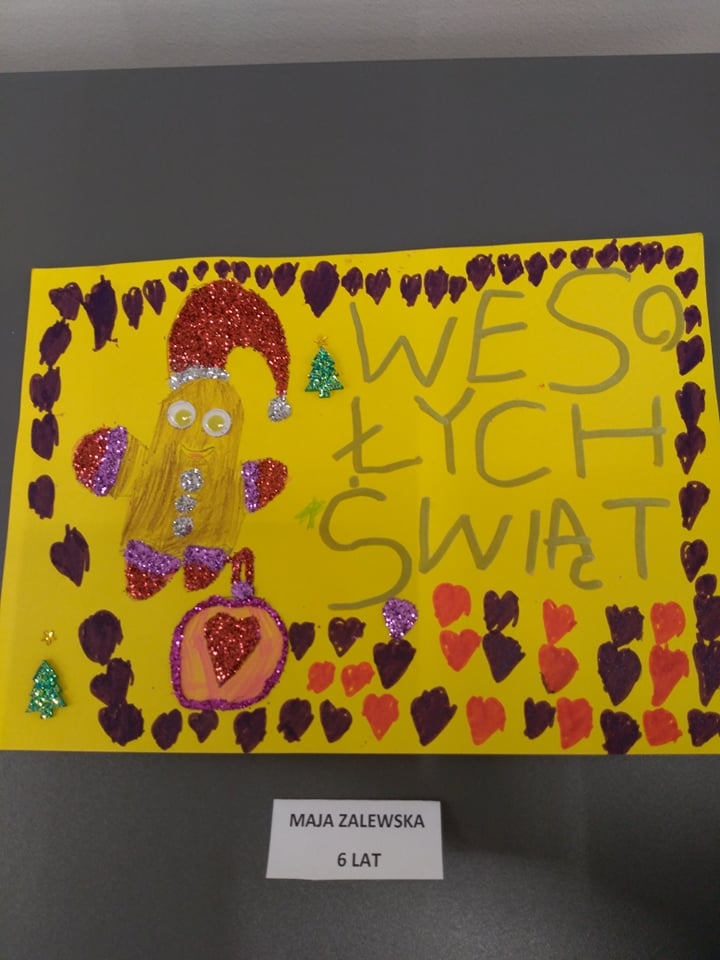 WESO
ŁYCH
ŚWIĄT
MAJA ZALEWSKA
6 LAT